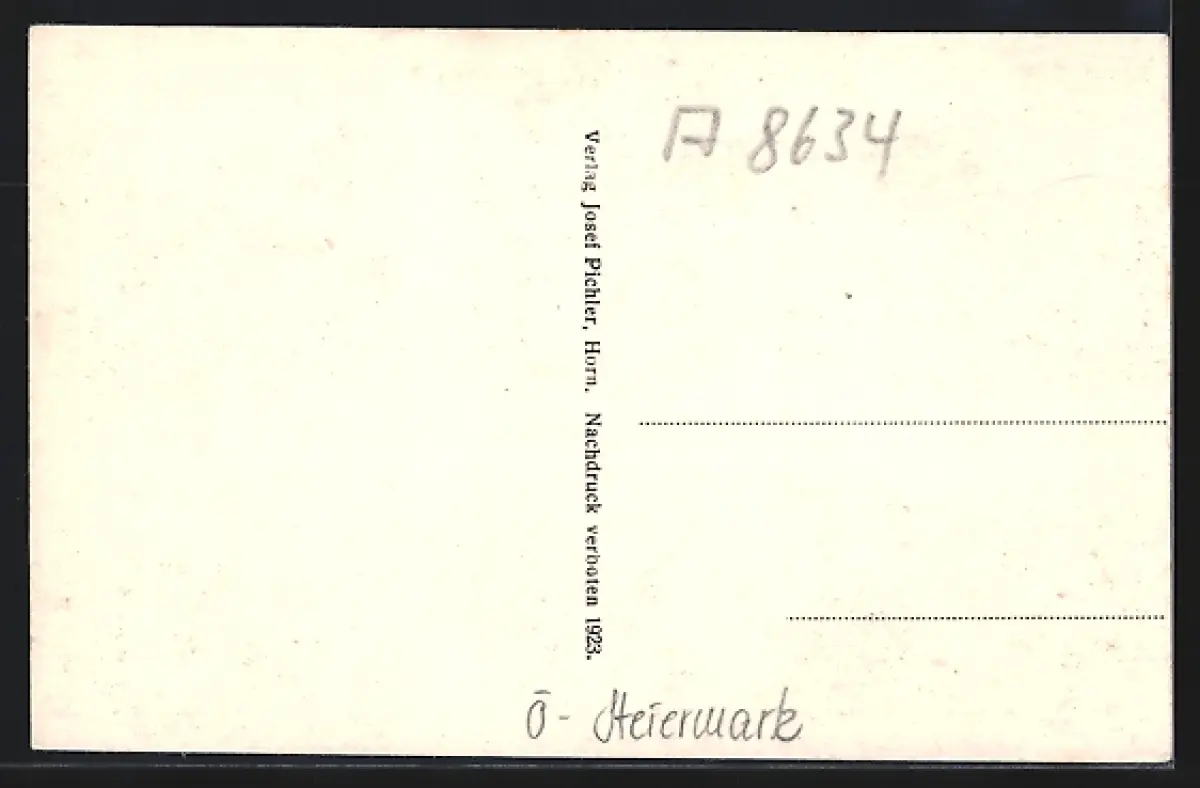 A 8634
Verlag Josef Pichler, Horn. Nachdruck verboten 1923.
Ö - Steiermark